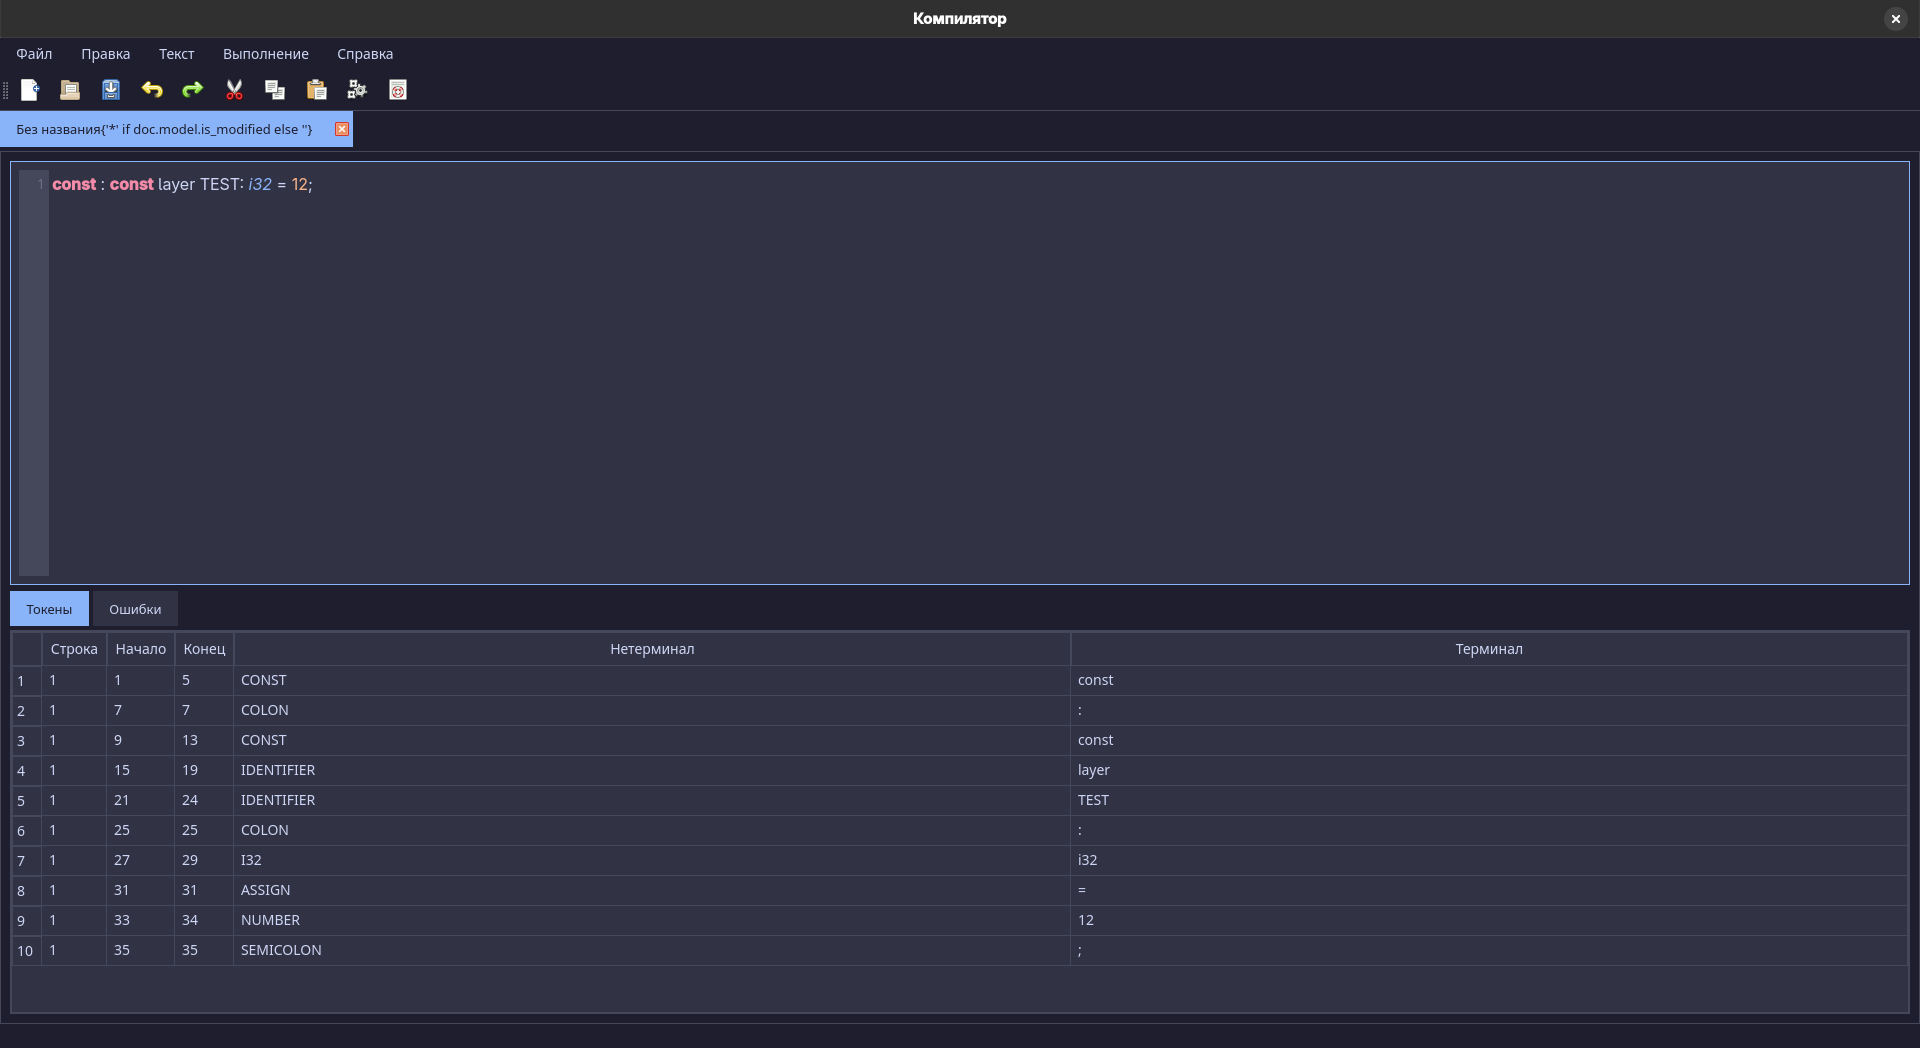 Компилятор
Файл Правка Текст Выполнение Справка
Без названия{'*' if doc.model.is_modified else ''}
1 const : const layer TEST: i32 = 12;
Токены Ошибки
Строка Начало Конец Нетерминал Терминал
1 1 1 5 CONST const
2 1 7 7 COLON :
3 1 9 13 CONST const
4 1 15 19 IDENTIFIER layer
5 1 21 24 IDENTIFIER TEST
6 1 25 25 COLON :
7 1 27 29 I32 i32
8 1 31 31 ASSIGN =
9 1 33 34 NUMBER 12
10 1 35 35 SEMICOLON ;